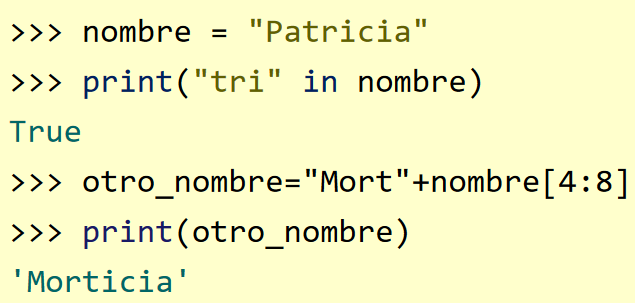 >>> nombre = "Patricia"
>>> print("tri" in nombre)
True
>>> otro_nombre="Mort"+nombre[4:8]
>>> print(otro_nombre)
'Morticia'